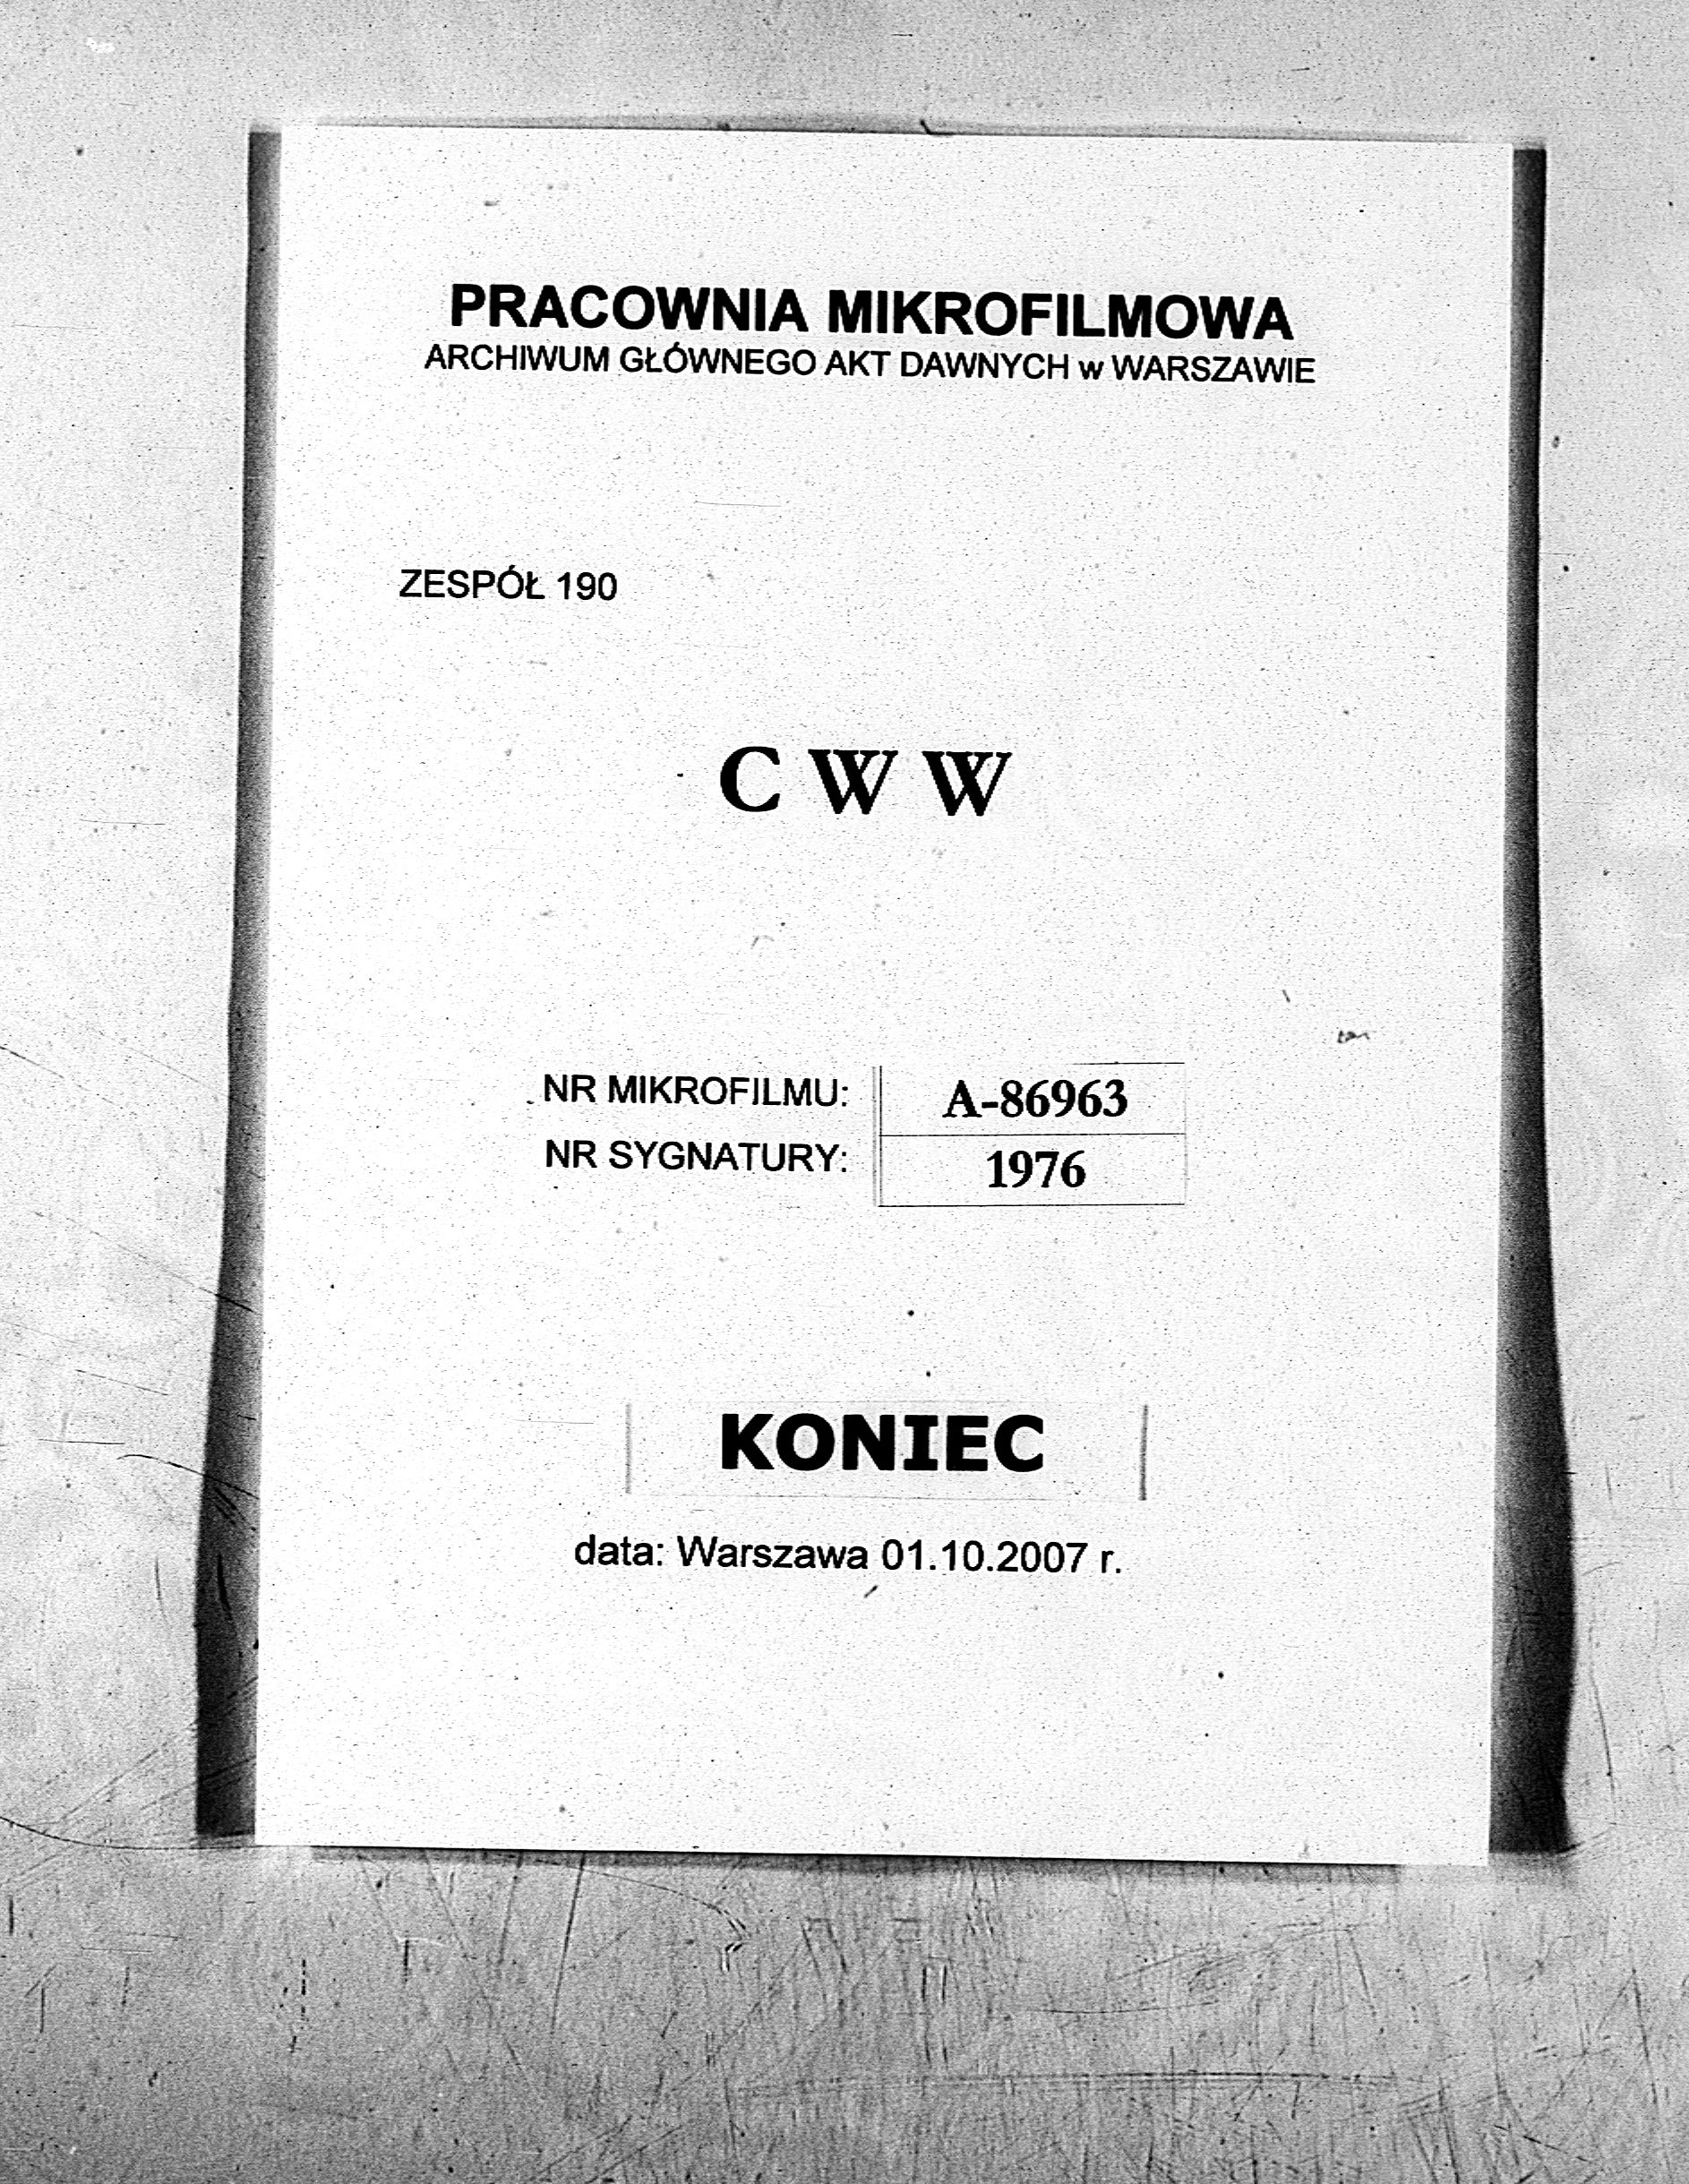 PRACOWNIA MIKROFILMOWA
ARCHIWUM GŁÓWNEGO AKT DAWNYCH w WARSZAWIE
ZESPÓŁ 190
C W W
NR MIKROFILMU: A-86963
NR SYGNATURY: 1976
KONIEC
data: Warszawa 01.10.2007 r.